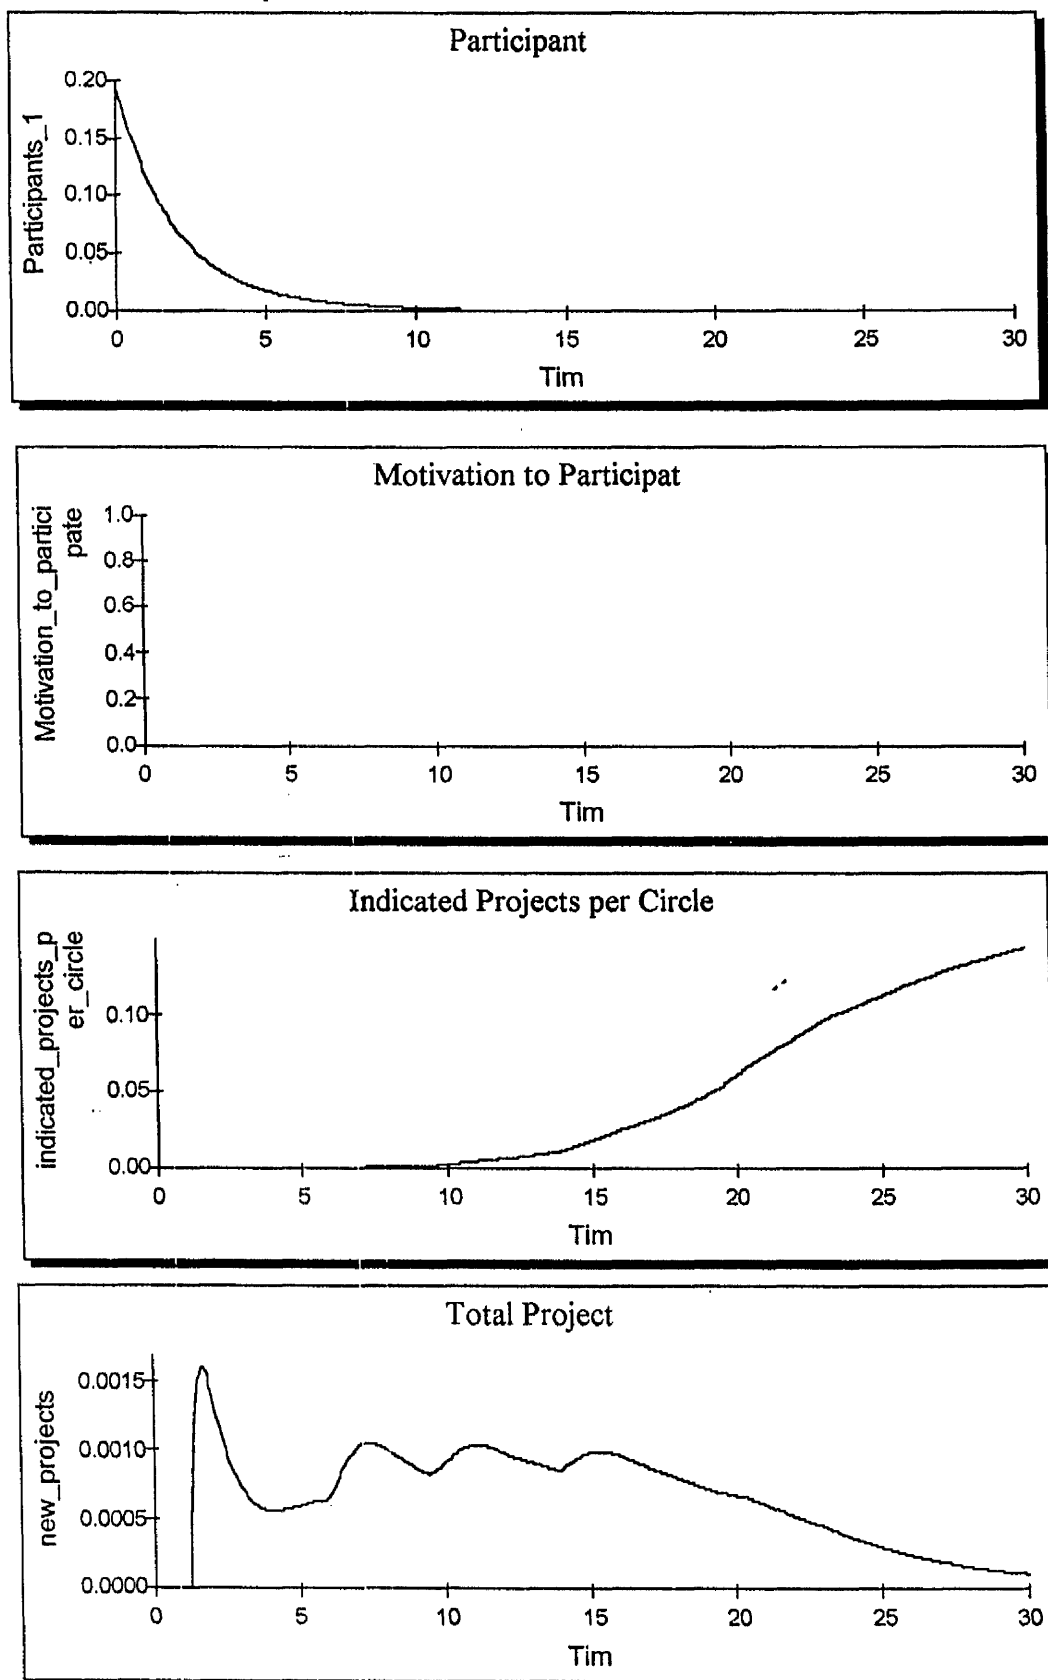 Participant
Participants_1
0.20
0.15
0.10
0.05
0.00
0 5 10 15 20 25 30
Tim
Motivation to Participat
Motivation_to_partici
pate
1.0
0.8
0.6
0.4
0.2
0.0
0 5 10 15 20 25 30
Tim
Indicated Projects per Circle
indicated_projects_p
er_circle
0.10
0.05
0.00
0 5 10 15 20 25 30
Tim
Total Project
new_projects
0.0015
0.0010
0.0005
0.0000
0 5 10 15 20 25 30
Tim